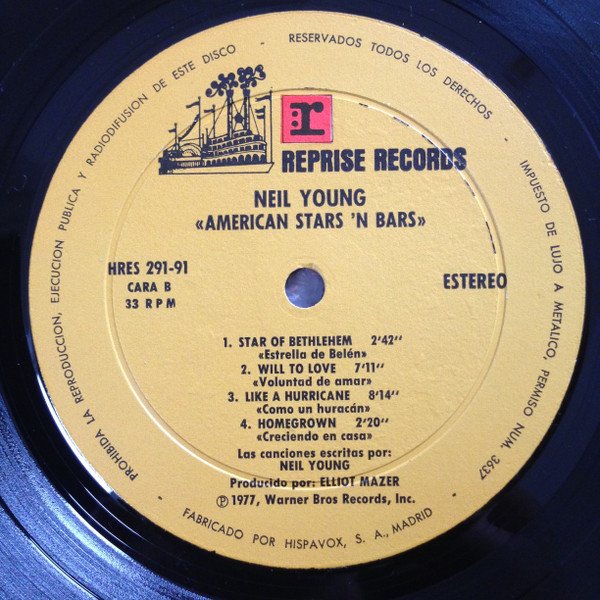 PROHIBIDA LA REPRODUCCION, EJECUCION PUBLICA Y RADIODIFUSION DE ESTE DISCO - RESERVADOS TODOS LOS DERECHOS - IMPUESTO DE LUJO A METALICO, PERMISO NUM. 3637
r
REPRISE RECORDS
NEIL YOUNG
«AMERICAN STARS 'N BARS»
HRES 291-91
CARA B
33 RPM
ESTEREO
1. STAR OF BETHLEHEM 2'42''
«Estrella de Belén»
2. WILL TO LOVE 7'11''
«Voluntad de amar»
3. LIKE A HURRICANE 8'14''
«Como un huracán»
4. HOMEGROWN 2'20''
«Creciendo en casa»
Las canciones escritas por:
NEIL YOUNG
Producido por: ELLIOT MAZER
℗ 1977, Warner Bros Records, Inc.
- FABRICADO POR HISPAVOX, S. A., MADRID -